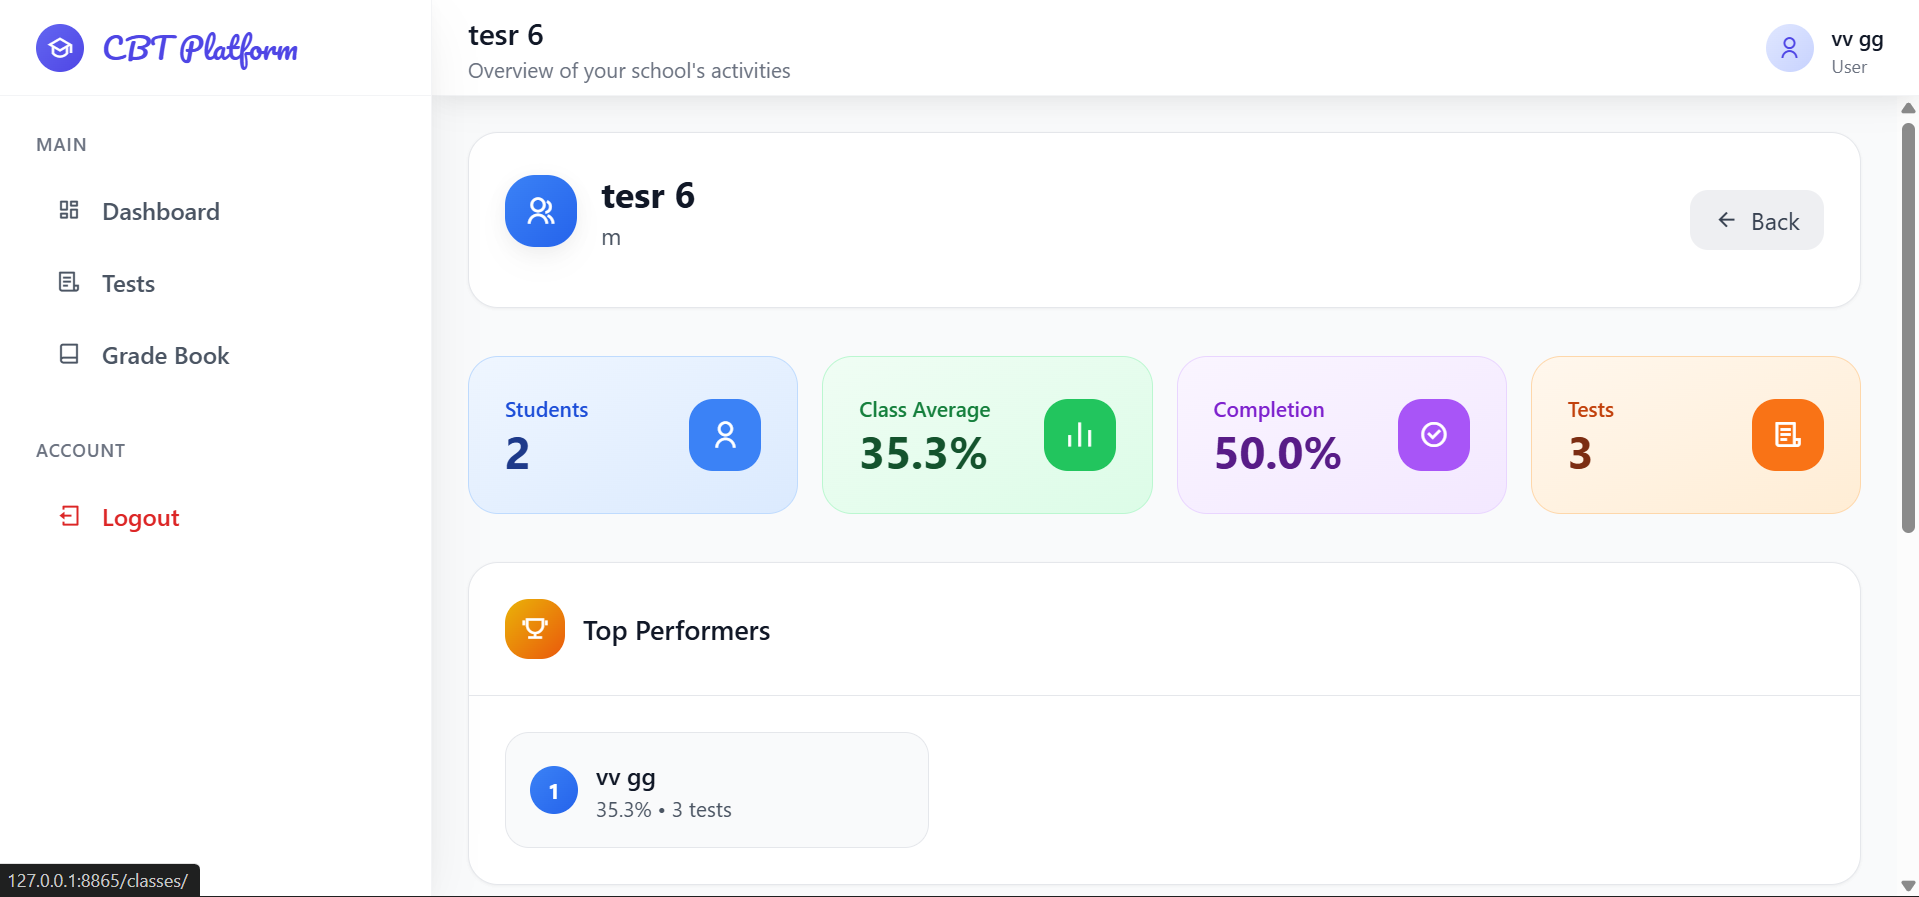 CBT Platform
MAIN
Dashboard
Tests
Grade Book
ACCOUNT
Logout
tesr 6
Overview of your school's activities
vv gg
User
tesr 6
m
Back
Students
2
Class Average
35.3%
Completion
50.0%
Tests
3
Top Performers
1
vv gg
35.3% • 3 tests
127.0.0.1:8865/classes/